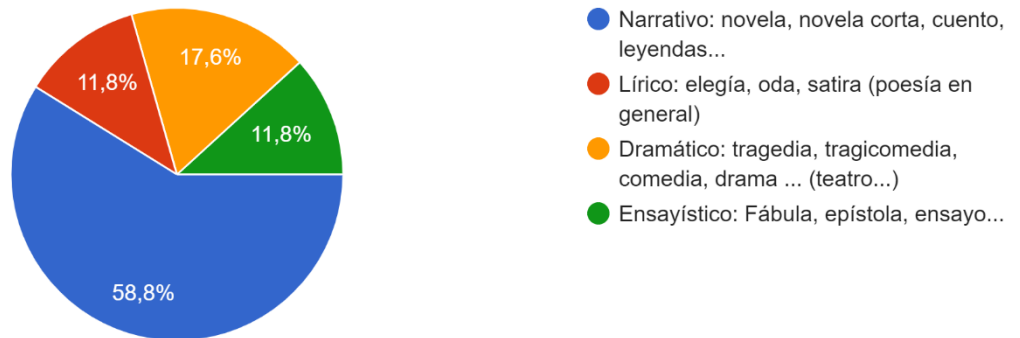 17,6%
11,8%
11,8%
58,8%
Narrativo: novela, novela corta, cuento,
leyendas...
Lírico: elegía, oda, satira (poesía en
general)
Dramático: tragedia, tragicomedia,
comedia, drama ... (teatro...)
Ensayístico: Fábula, epístola, ensayo...